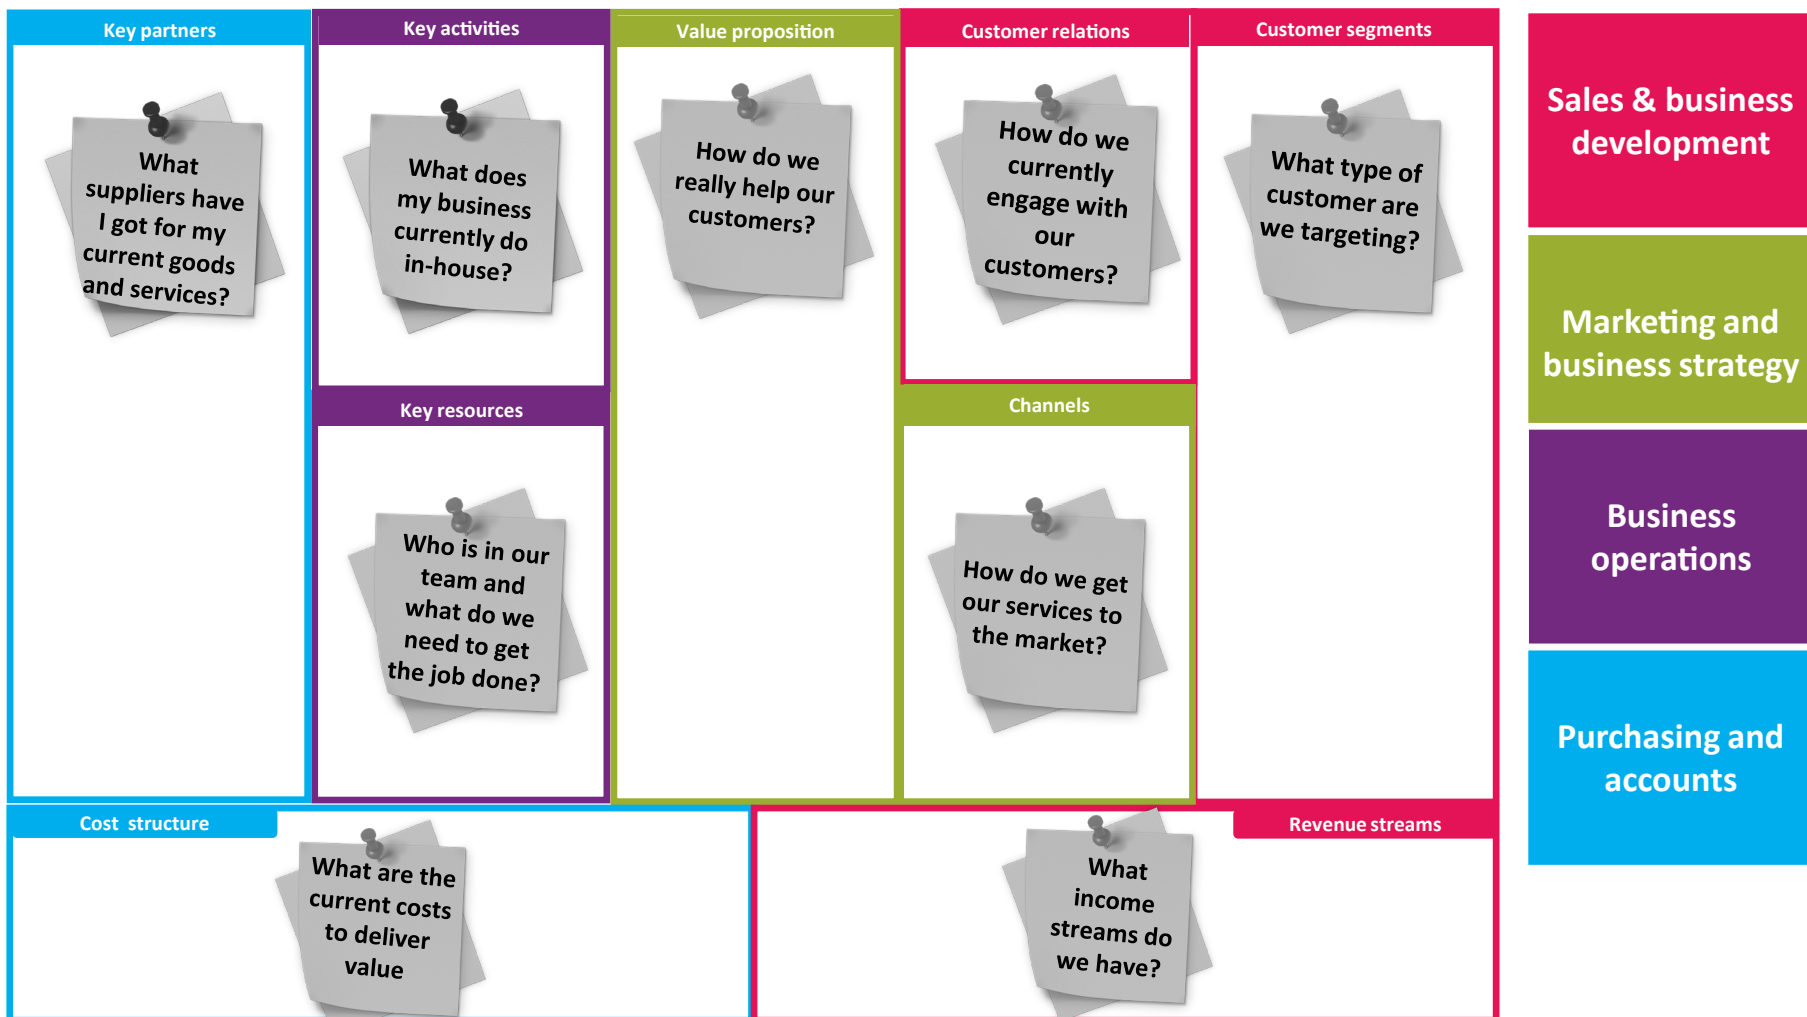 Key partners
What
suppliers have
I got for my
current goods
and services?
Key activities
What does
my business
currently do
in-house?
Key resources
Who is in our
team and
what do we
need to get
the job done?
Value proposition
How do we
really help our
customers?
Customer relations
How do we
currently
engage with
our
customers?
Channels
How do we get
our services to
the market?
Customer segments
What type of
customer are
we targeting?
Cost structure
What are the
current costs
to deliver
value
Revenue streams
What
income
streams do
we have?
Sales & business
development
Marketing and
business strategy
Business
operations
Purchasing and
accounts